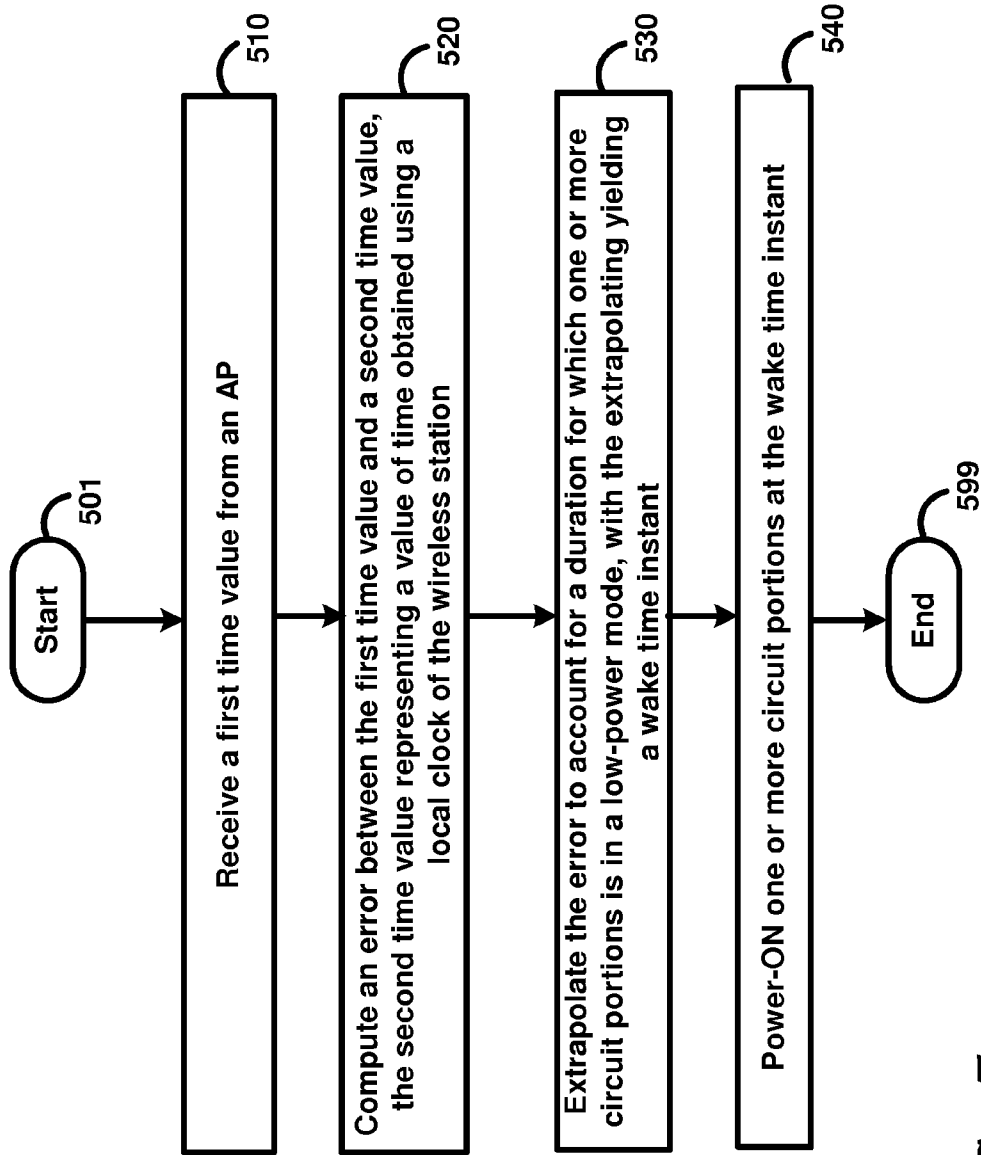 Start
501
Receive a first time value from an AP
510
Compute an error between the first time value and a second time value,
the second time value representing a value of time obtained using a
local clock of the wireless station
520
Extrapolate the error to account for a duration for which one or more
circuit portions is in a low-power mode, with the extrapolating yielding
a wake time instant
530
Power-ON one or more circuit portions at the wake time instant
540
End
599